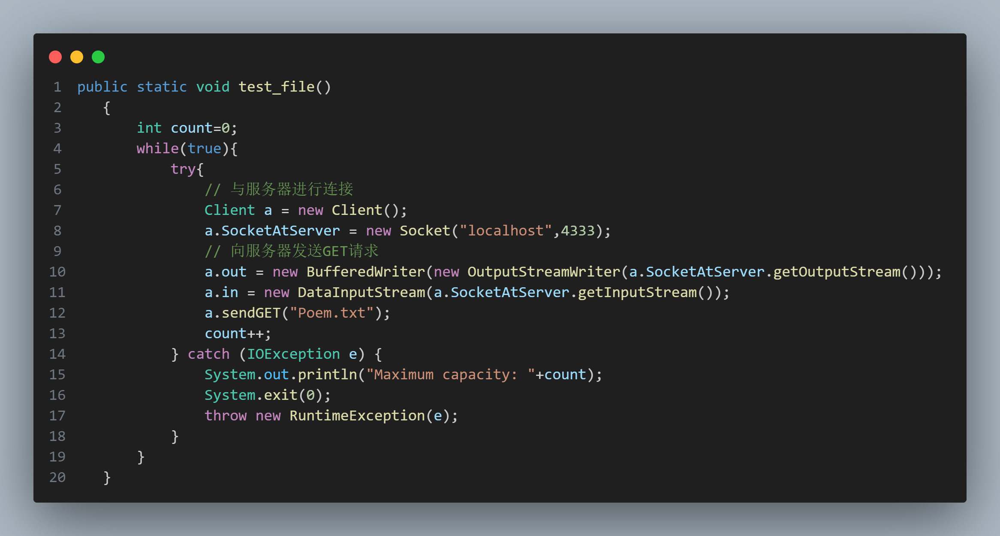 1 public static void test_file()
2    {
3        int count=0;
4        while(true){
5            try{
6                // 与服务器进行连接
7                Client a = new Client();
8                a.SocketAtServer = new Socket("localhost",4333);
9                // 向服务器发送GET请求
10                a.out = new BufferedWriter(new OutputStreamWriter(a.SocketAtServer.getOutputStream()));
11                a.in = new DataInputStream(a.SocketAtServer.getInputStream());
12                a.sendGET("Poem.txt");
13                count++;
14            } catch (IOException e) {
15                System.out.println("Maximum capacity: "+count);
16                System.exit(0);
17                throw new RuntimeException(e);
18            }
19        }
20    }